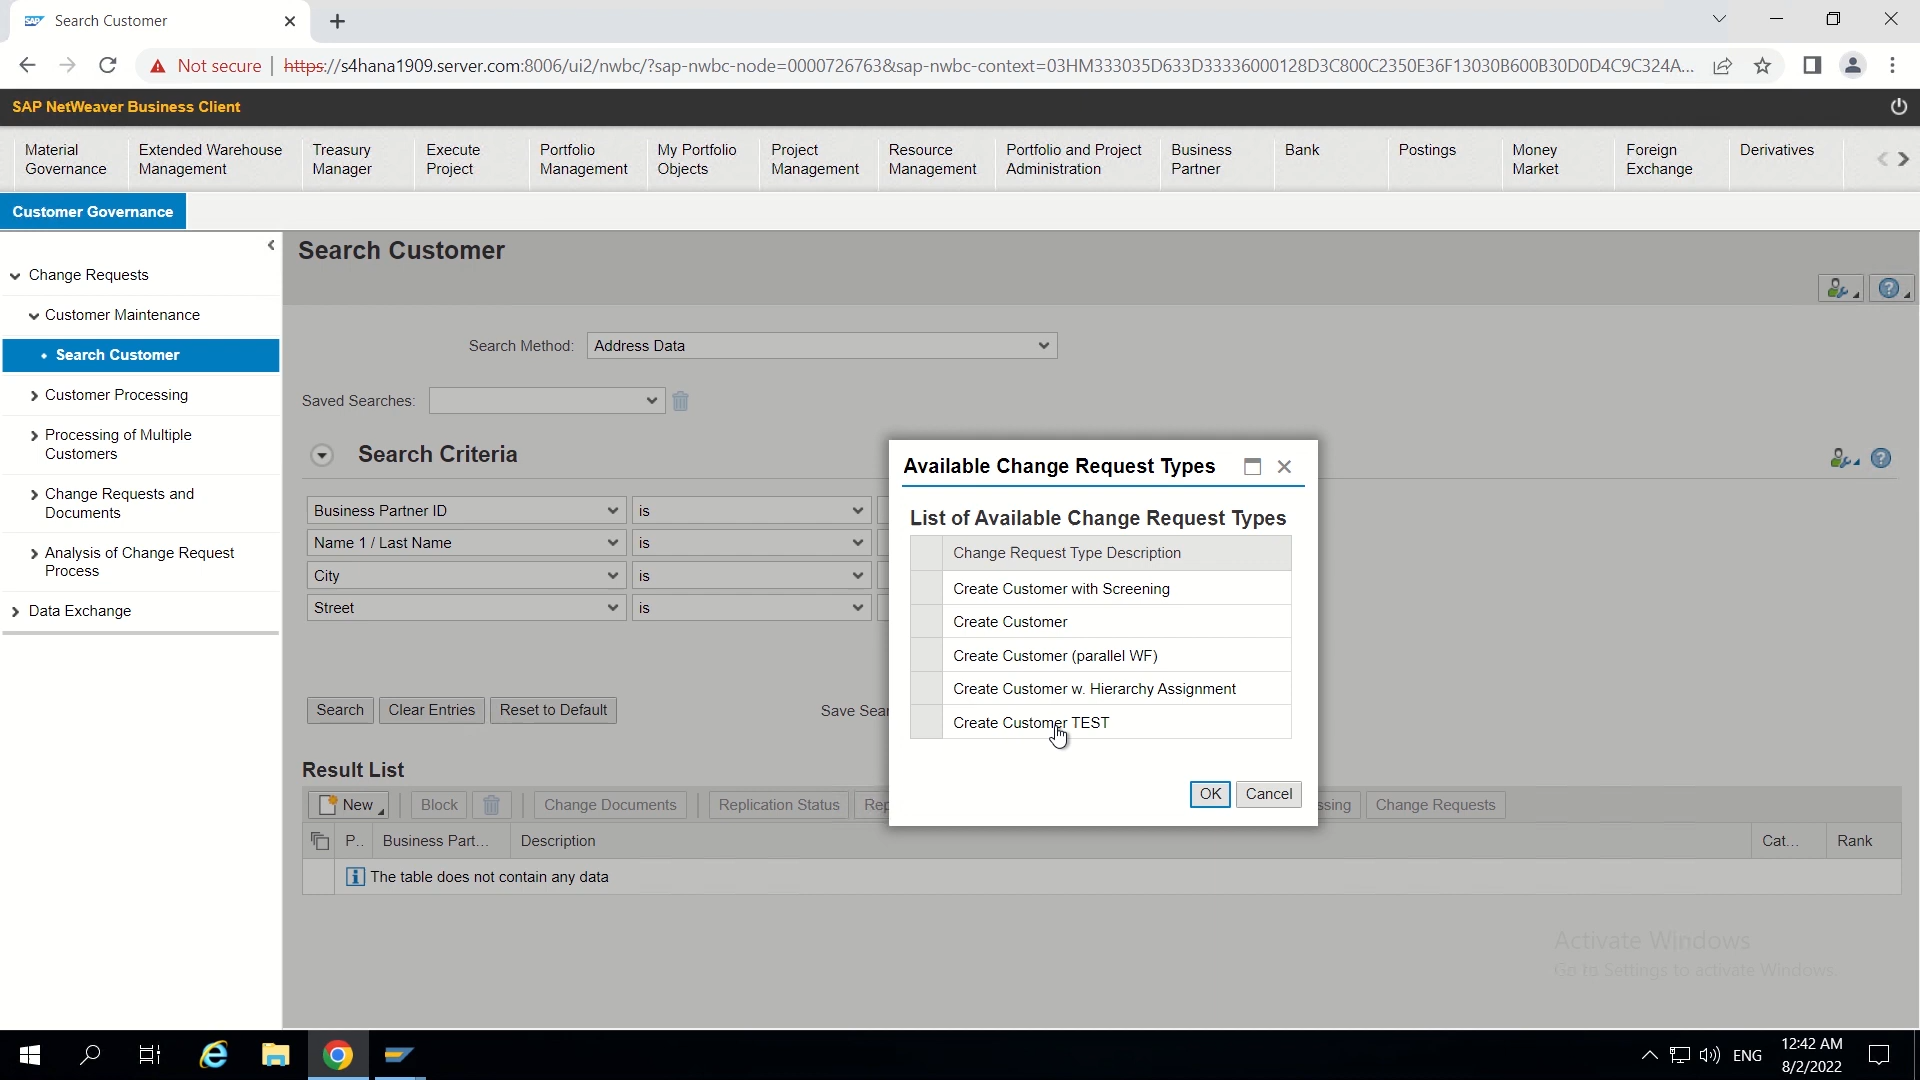 Search Customer
Not secure
https://s4hana1909.server.com:8006/ui2/nwbc/?sap-nwbc-node=0000726763&sap-nwbc-context=03HM333035D633D33336000128D3C800C2350E36F13030B600B30D0D4C9C324A...
SAP NetWeaver Business Client
Material Governance
Extended Warehouse Management
Treasury Manager
Execute Project
Portfolio Management
My Portfolio Objects
Project Management
Resource Management
Portfolio and Project Administration
Business Partner
Bank
Postings
Money Market
Foreign Exchange
Derivatives
Customer Governance
Change Requests
Customer Maintenance
Search Customer
Customer Processing
Processing of Multiple
Customers
Change Requests and
Documents
Analysis of Change Request
Process
Data Exchange
Search Customer
Search Method: Address Data
Saved Searches:
Search Criteria
Business Partner ID is
Name 1 / Last Name is
City is
Street is
Search Clear Entries Reset to Default Save Sear
Available Change Request Types
List of Available Change Request Types
Change Request Type Description
Create Customer with Screening
Create Customer
Create Customer (parallel WF)
Create Customer w. Hierarchy Assignment
Create Customer TEST
OK Cancel
Result List
New Block Change Documents Replication Status Rep ssing Change Requests
P.. Business Part... Description Cat... Rank
The table does not contain any data
Activate Windows
Go to Settings to activate Windows.
ENG
12:42 AM
8/2/2022